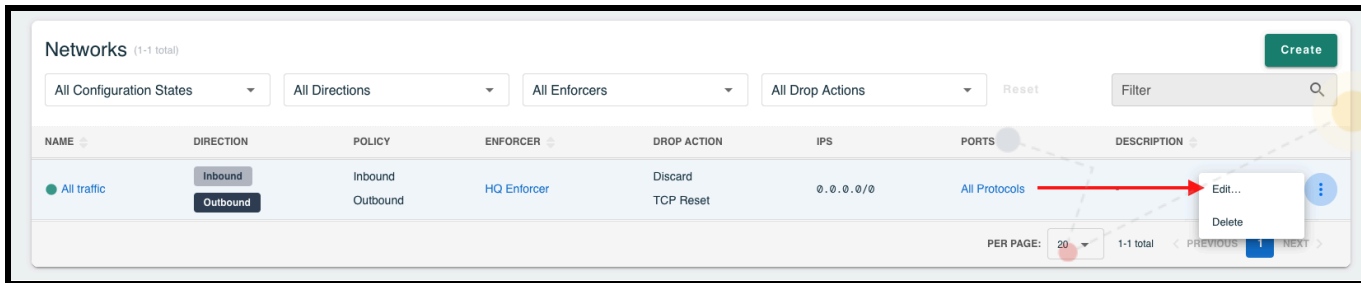 Networks (1-1 total)
Create
All Configuration States
All Directions
All Enforcers
All Drop Actions
Reset
Filter
NAME DIRECTION POLICY ENFORCER DROP ACTION IPS PORTS DESCRIPTION
All traffic
Inbound
Outbound
Inbound
Outbound
HQ Enforcer
Discard
TCP Reset
0.0.0.0/0
All Protocols
Edit...
Delete
PER PAGE: 20 1-1 total PREVIOUS 1 NEXT